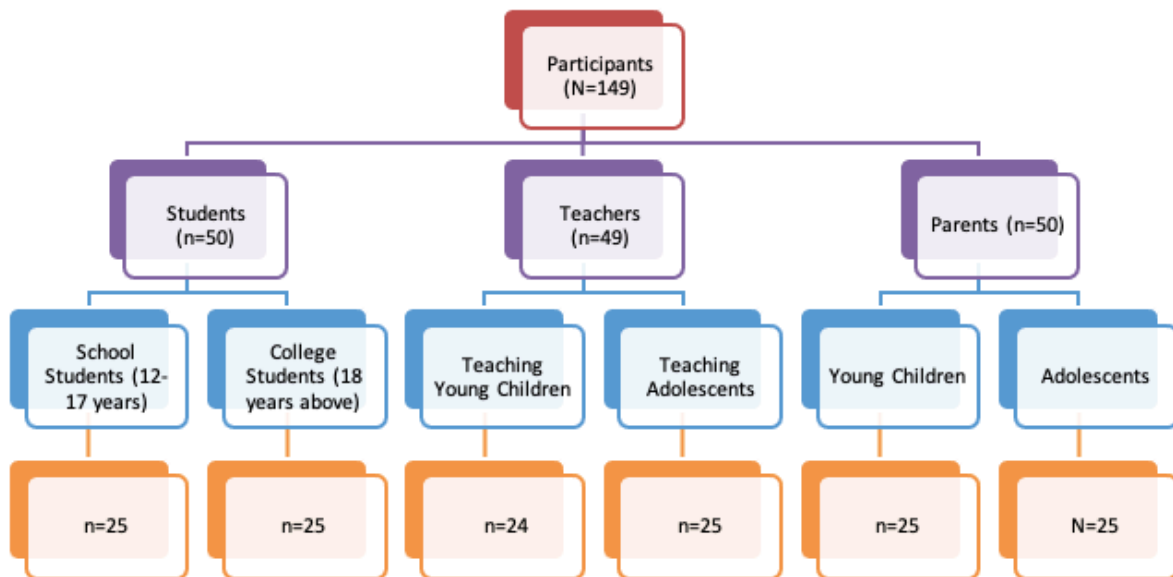 Participants
(N=149)
Students
(n=50)
Teachers
(n=49)
Parents (n=50)
School
Students (12-
17 years)
College
Students (18
years above)
Teaching
Young Children
Teaching
Adolescents
Young Children
Adolescents
n=25
n=25
n=24
n=25
n=25
N=25